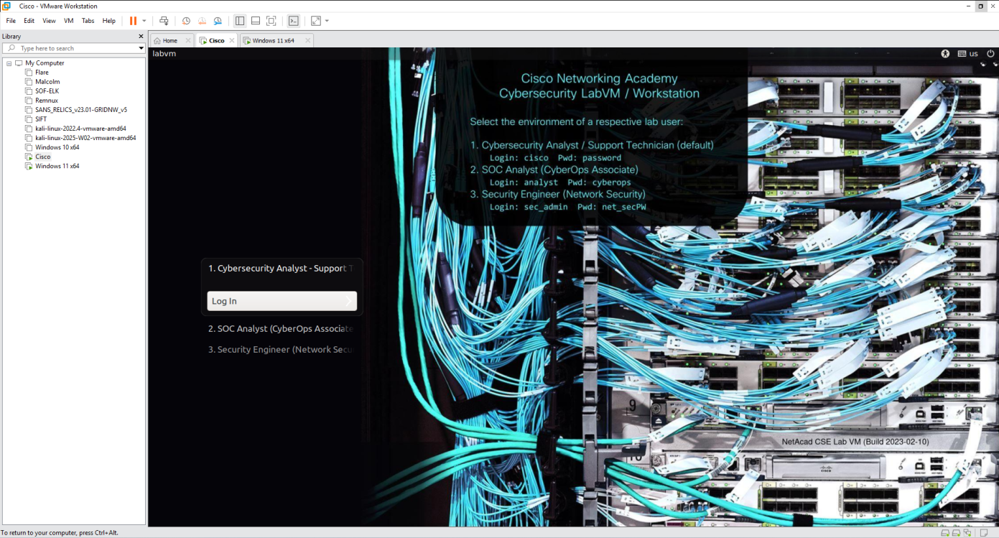 Cisco - VMware Workstation
File Edit View VM Tabs Help
Library
Type here to search
My Computer
Flare
Malcolm
SOF-ELK
Remnux
SANS_RELICS_v23.01-GRIDNW_v5
SIFT
kali-linux-2022.4-vmware-amd64
kali-linux-2025-W02-vmware-amd64
Windows 10 x64
Cisco
Windows 11 x64
Home Cisco Windows 11 x64
labvm us
Cisco Networking Academy
Cybersecurity LabVM / Workstation
Select the environment of a respective lab user:
1. Cybersecurity Analyst / Support Technician (default)
Login: cisco Pwd: password
2. SOC Analyst (CyberOps Associate)
Login: analyst Pwd: cyberops
3. Security Engineer (Network Security)
Login: sec_admin Pwd: net_secPW
1. Cybersecurity Analyst - Support T
Log In
2. SOC Analyst (CyberOps Associate
3. Security Engineer (Network Secu
9
NetAcad CSE Lab VM (Build 2023-02-10)
10
cisco
To return to your computer, press Ctrl+Alt.